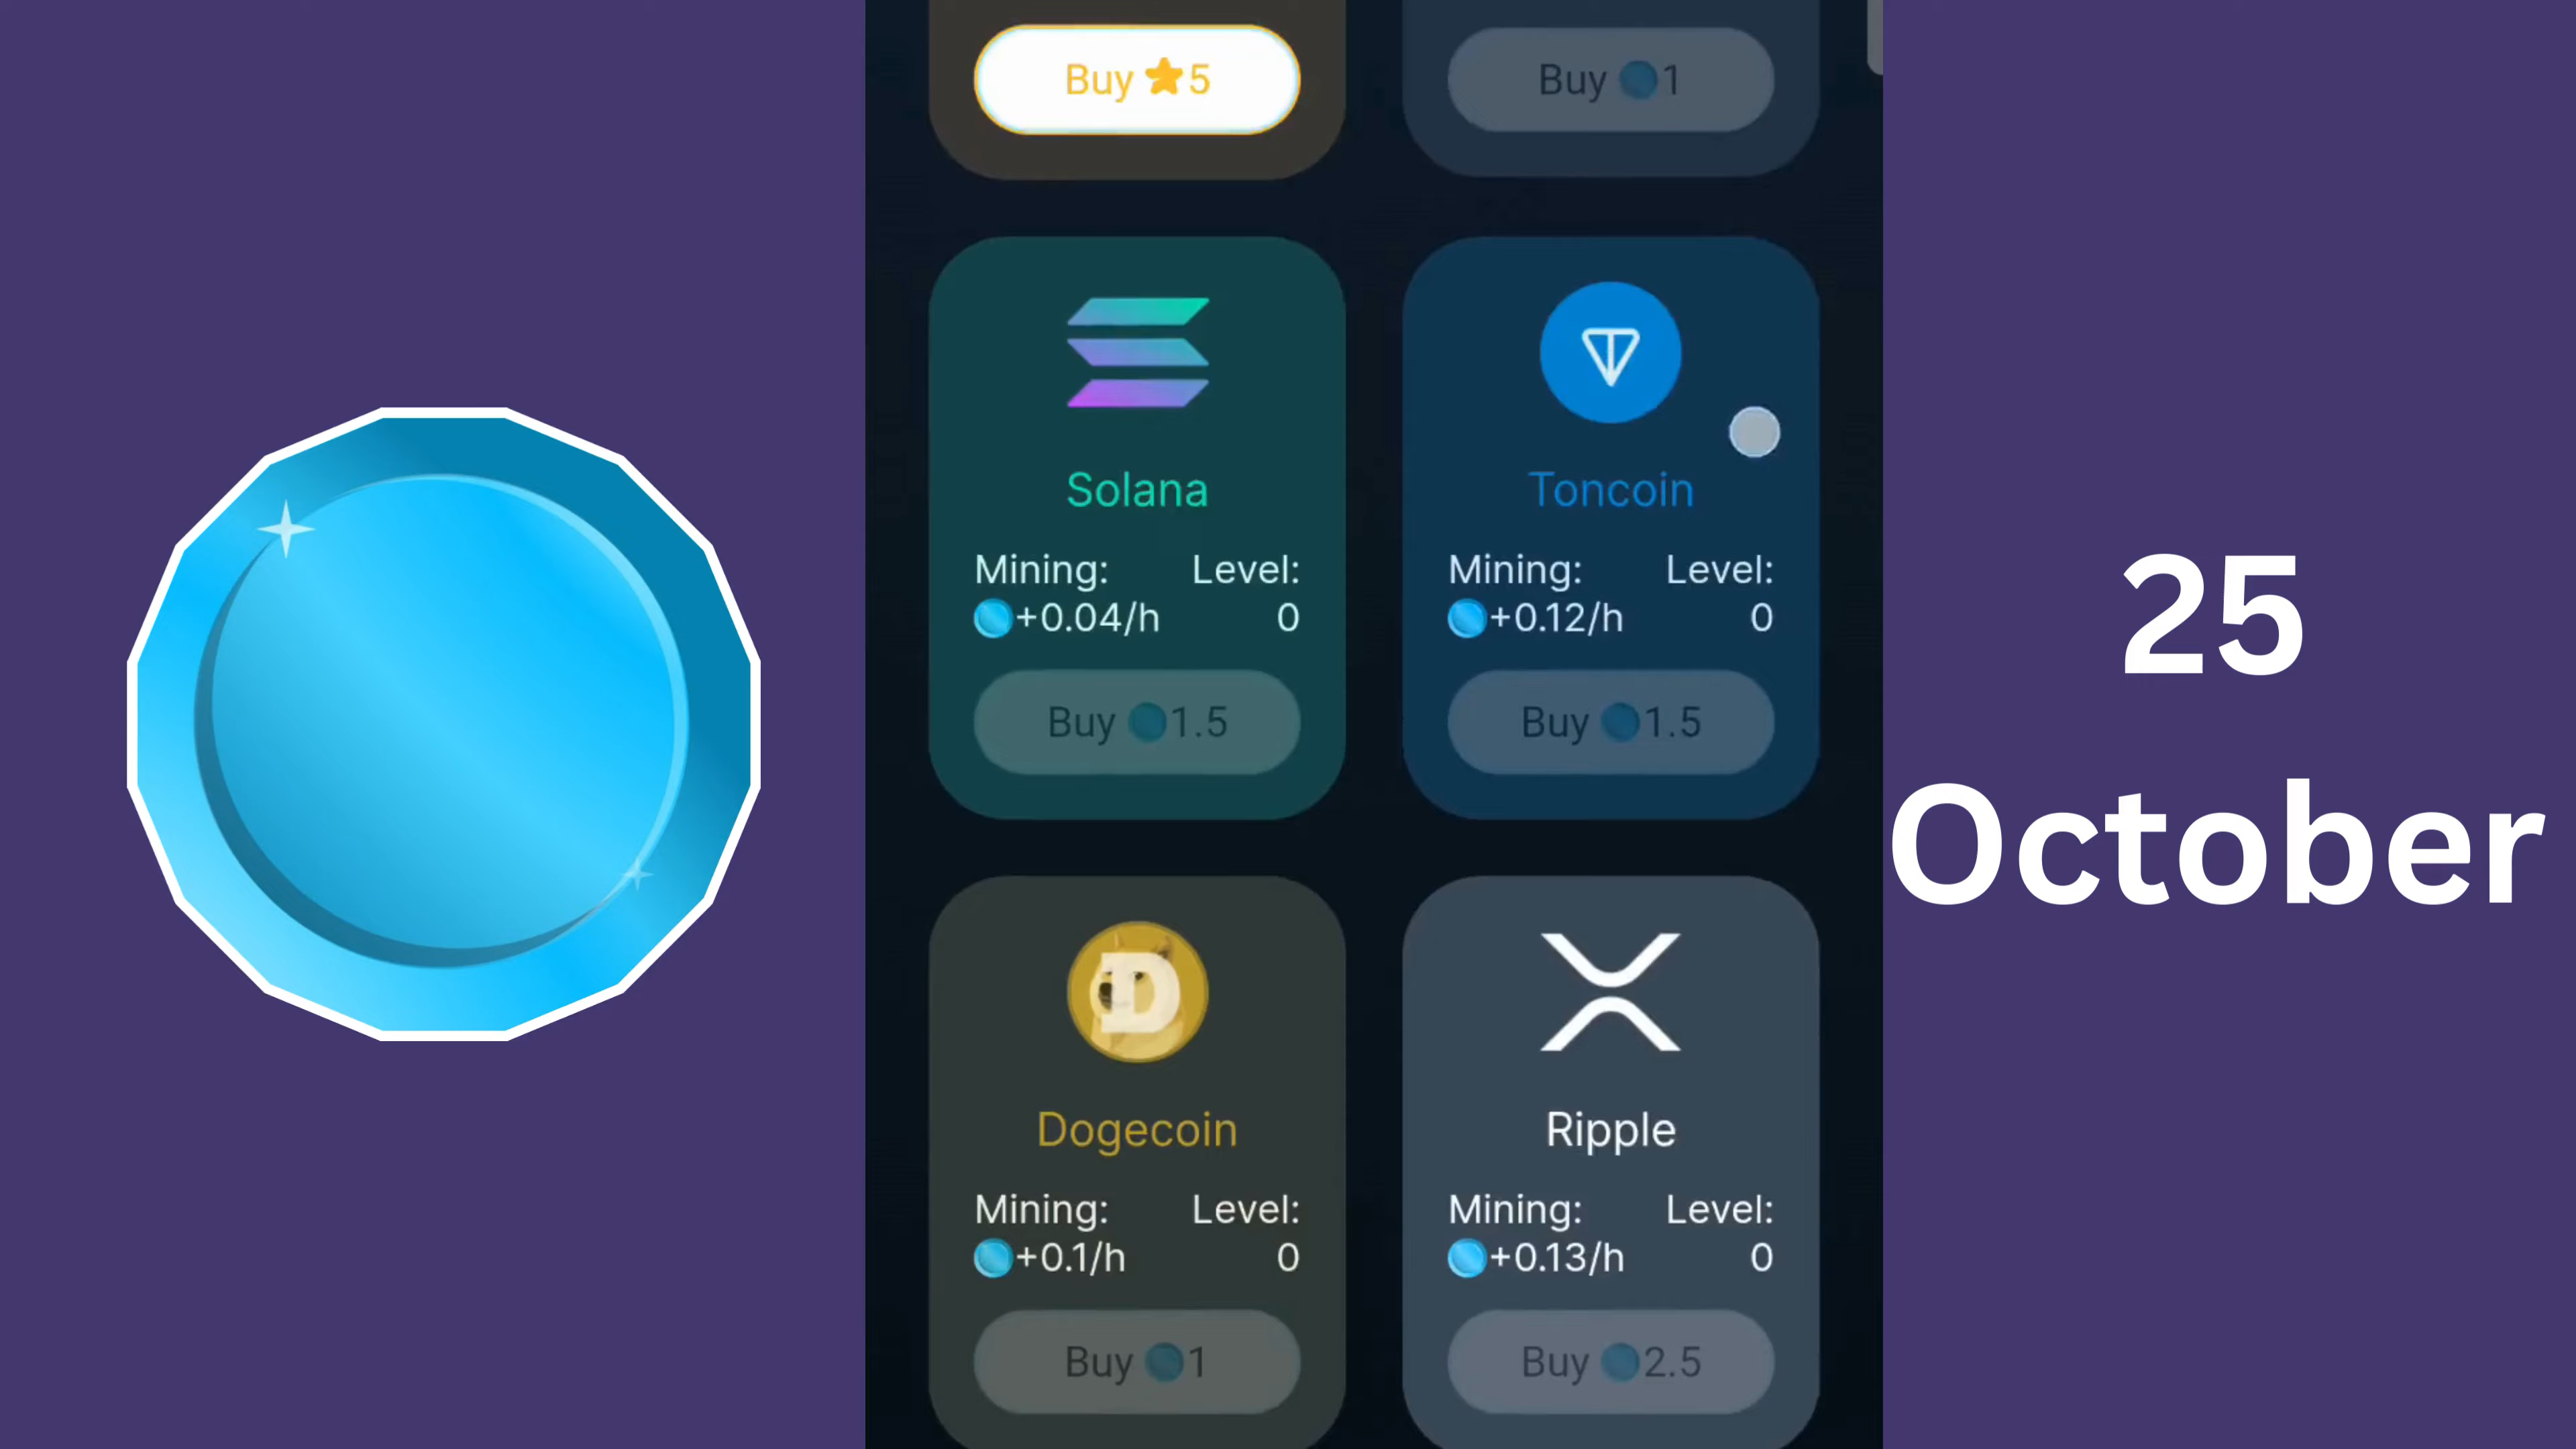 Buy 5
Buy 1
Solana
Mining: Level:
+0.04/h 0
Buy 1.5
Toncoin
Mining: Level:
+0.12/h 0
Buy 1.5
Dogecoin
Mining: Level:
+0.1/h 0
Buy 1
Ripple
Mining: Level:
+0.13/h 0
Buy 2.5
25
October